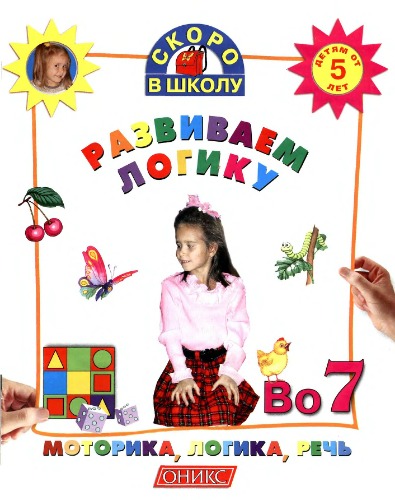 СКОРО
В ШКОЛУ
ДЕТЯМ ОТ
5
ЛЕТ
РАЗВИВАЕМ
ЛОГИКУ
Во 7
МОТОРИКА, ЛОГИКА, РЕЧЬ
ОНИКС